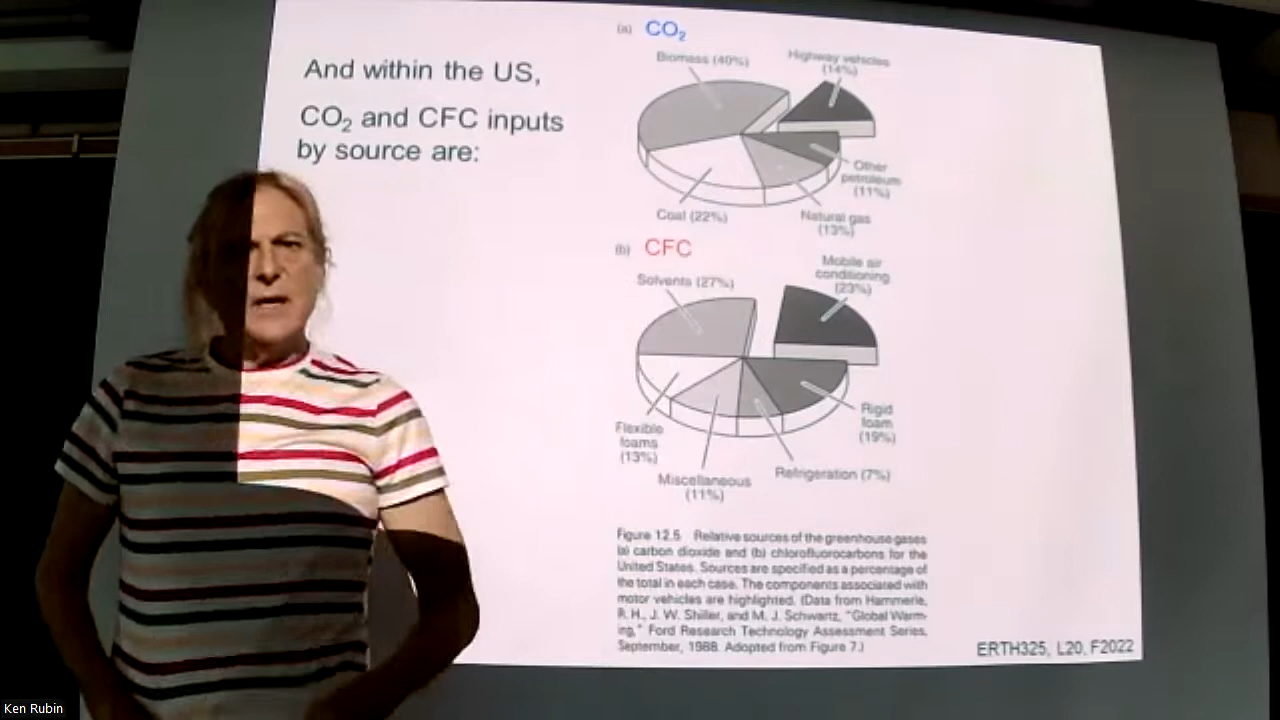 And within the US,
CO₂ and CFC inputs
by source are:
(a) CO₂
Biomass (40%)
Highway vehicles
(14%)
Other
petroleum
(11%)
Coal (22%)
Natural gas
(13%)
(b) CFC
Mobile air
conditioning
(23%)
Solvents (27%)
Rigid
foam
(19%)
Flexible
foams
(13%)
Refrigeration (7%)
Miscellaneous
(11%)
Figure 12.5 Relative sources of the greenhouse gases
(a) carbon dioxide and (b) chlorofluorocarbons for the
United States. Sources are specified as a percentage of
the total in each case. The components associated with
motor vehicles are highlighted. (Data from Hammerle,
R. H., J. W. Shiller, and M. J. Schwartz, "Global Warm-
ing," Ford Research Technology Assessment Series,
September, 1988. Adopted from Figure 7.)
ERTH325, L20, F2022
Ken Rubin